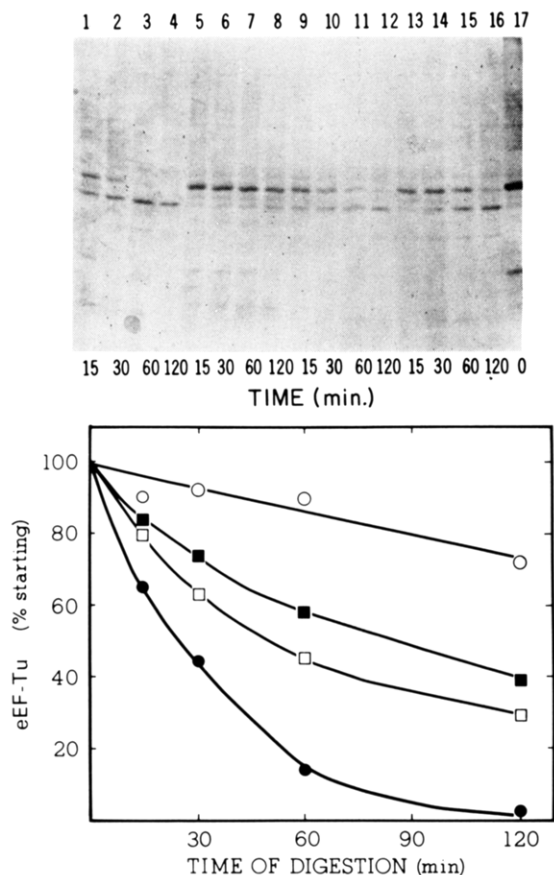 1 2 3 4 5 6 7 8 9 10 11 12 13 14 15 16 17
15 30 60 120 15 30 60 120 15 30 60 120 15 30 60 120 0
TIME (min.)
100
80
60
40
20
eEF-Tu (% starting)
30 60 90 120
TIME OF DIGESTION (min)